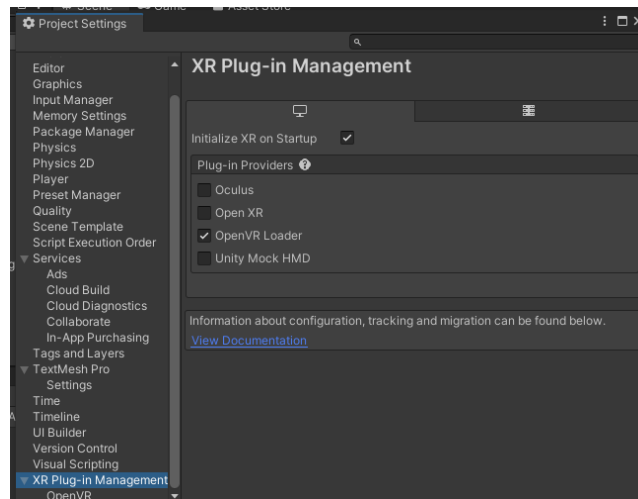 Scene
Game
Asset Store
Project Settings
Editor
Graphics
Input Manager
Memory Settings
Package Manager
Physics
Physics 2D
Player
Preset Manager
Quality
Scene Template
Script Execution Order
Services
Ads
Cloud Build
Cloud Diagnostics
Collaborate
In-App Purchasing
Tags and Layers
TextMesh Pro
Settings
Time
Timeline
UI Builder
Version Control
Visual Scripting
XR Plug-in Management
OpenVR
XR Plug-in Management
Initialize XR on Startup
Plug-in Providers
Oculus
Open XR
OpenVR Loader
Unity Mock HMD
Information about configuration, tracking and migration can be found below.
View Documentation